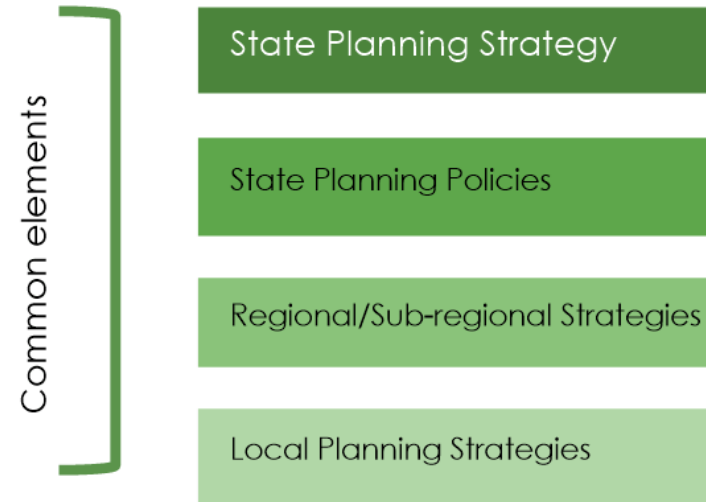 Common elements
State Planning Strategy
State Planning Policies
Regional/Sub-regional Strategies
Local Planning Strategies